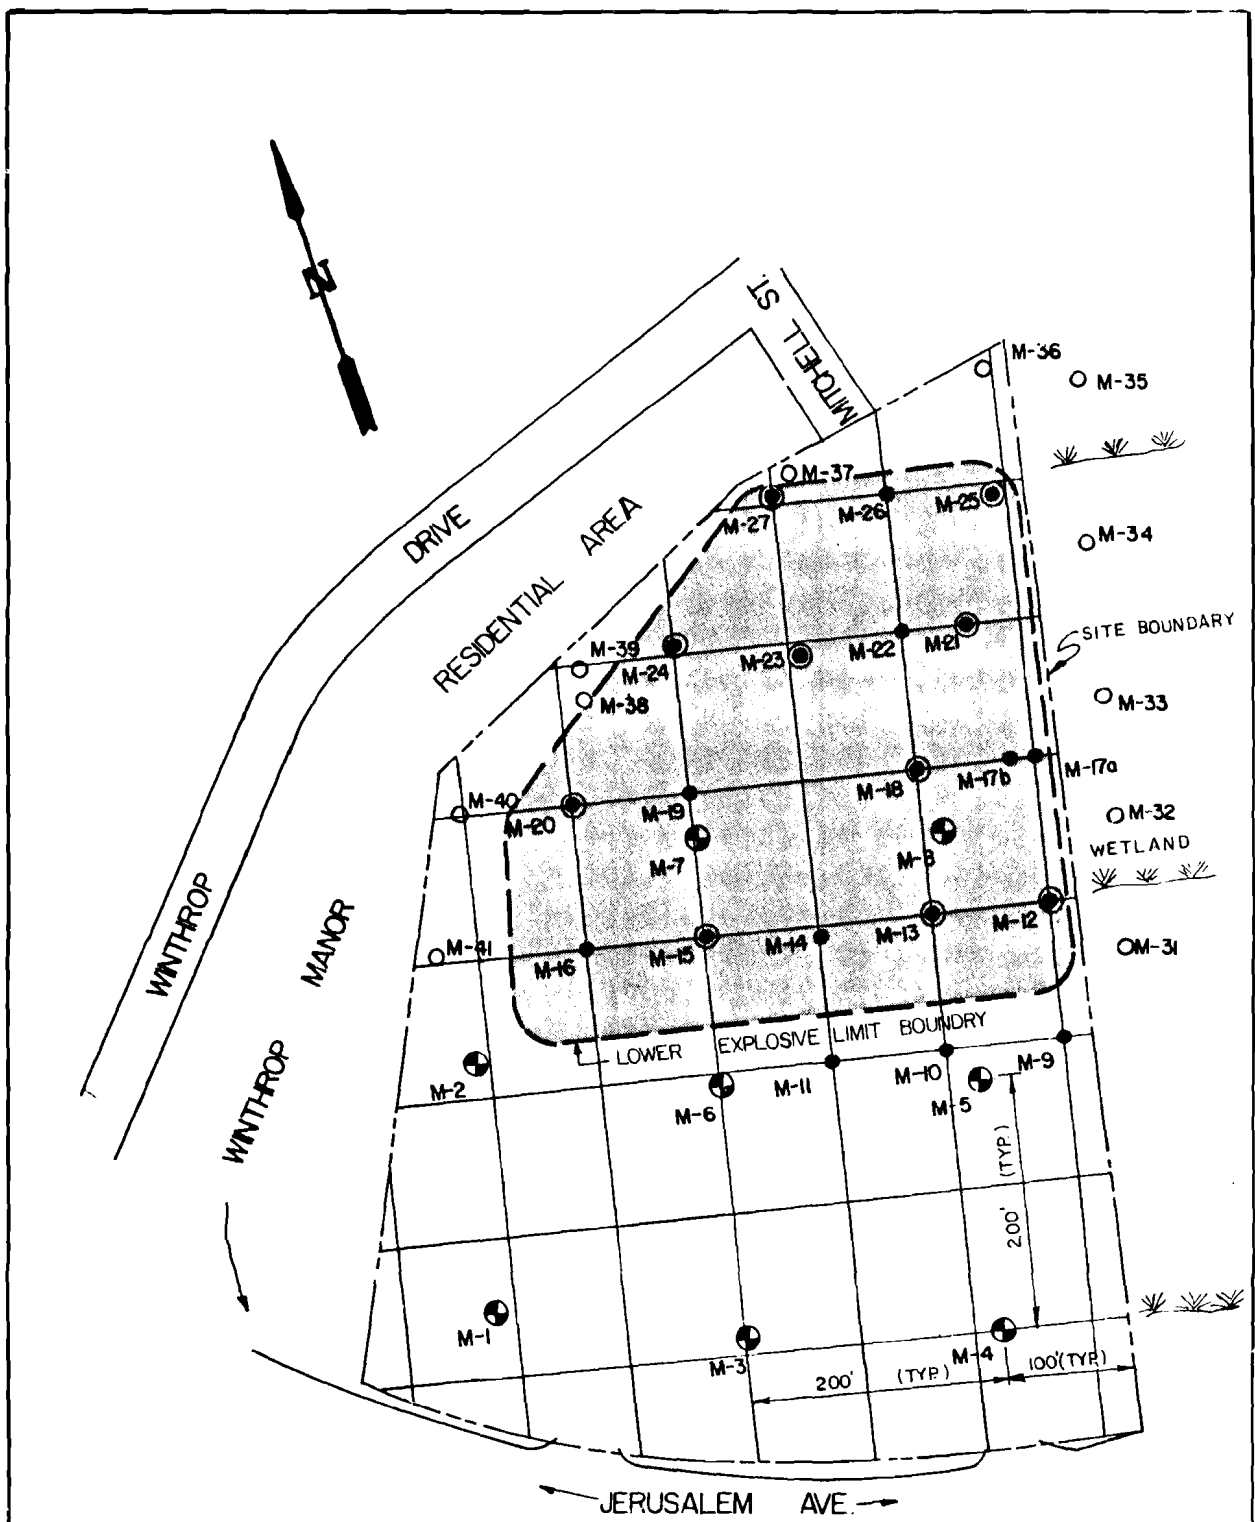 N
MITCHELL ST.
M-36
M-35
M-37
M-27
M-26
M-25
DRIVE
RESIDENTIAL AREA
M-34
SITE BOUNDARY
M-39
M-24
M-23
M-22
M-21
M-38
M-33
M-40
M-20
M-19
M-18
M-17b
M-17a
M-32
WETLAND
M-7
M-8
WINTHROP
MANOR
M-41
M-16
M-15
M-14
M-13
M-12
M-31
LOWER EXPLOSIVE LIMIT BOUNDRY
WINTHROP
M-2
M-6
M-11
M-10
M-9
M-5
200' (TYP.)
M-1
M-3
M-4
200' (TYP.)
100'(TYP.)
JERUSALEM AVE.